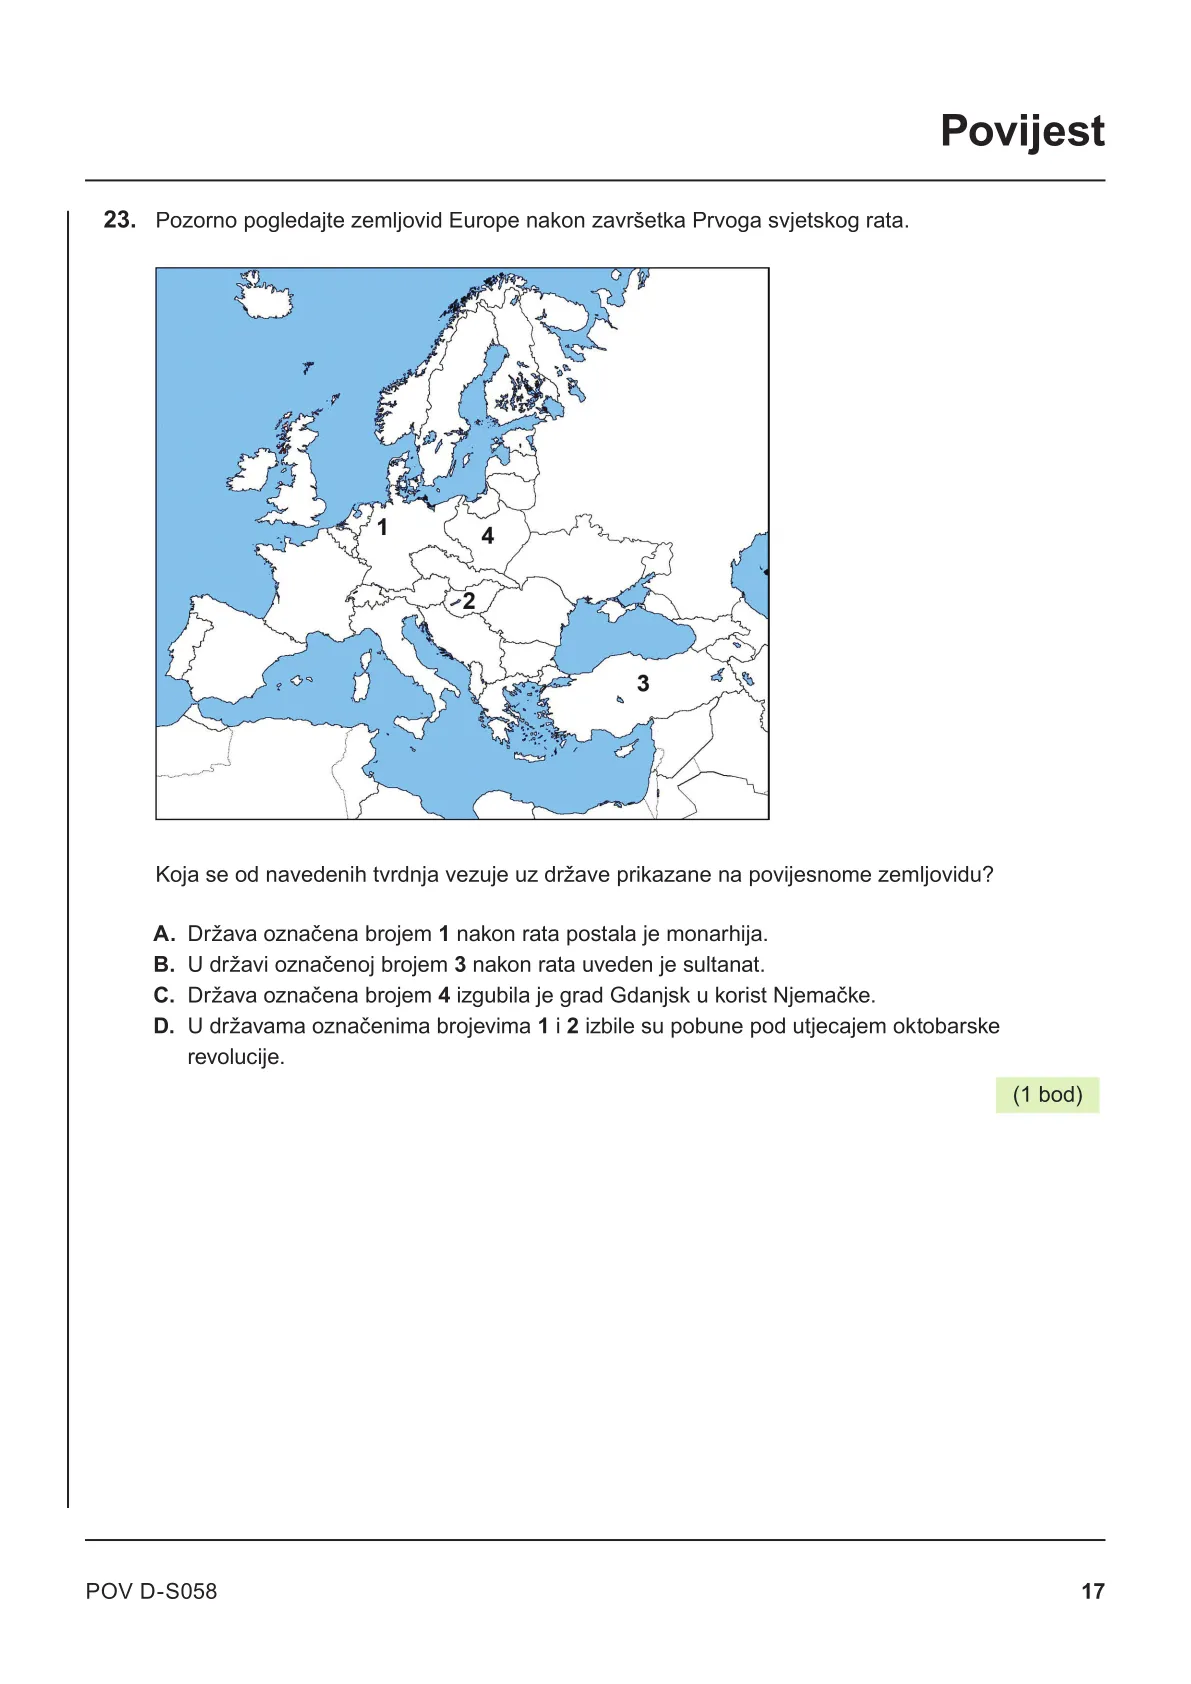 Povijest
23. Pozorno pogledajte zemljovid Europe nakon završetka Prvoga svjetskog rata.
1
4
2
3
Koja se od navedenih tvrdnja vezuje uz države prikazane na povijesnome zemljovidu?
A. Država označena brojem 1 nakon rata postala je monarhija.
B. U državi označenoj brojem 3 nakon rata uveden je sultanat.
C. Država označena brojem 4 izgubila je grad Gdanjsk u korist Njemačke.
D. U državama označenima brojevima 1 i 2 izbile su pobune pod utjecajem oktobarske
revolucije.
(1 bod)
POV D-S058
17